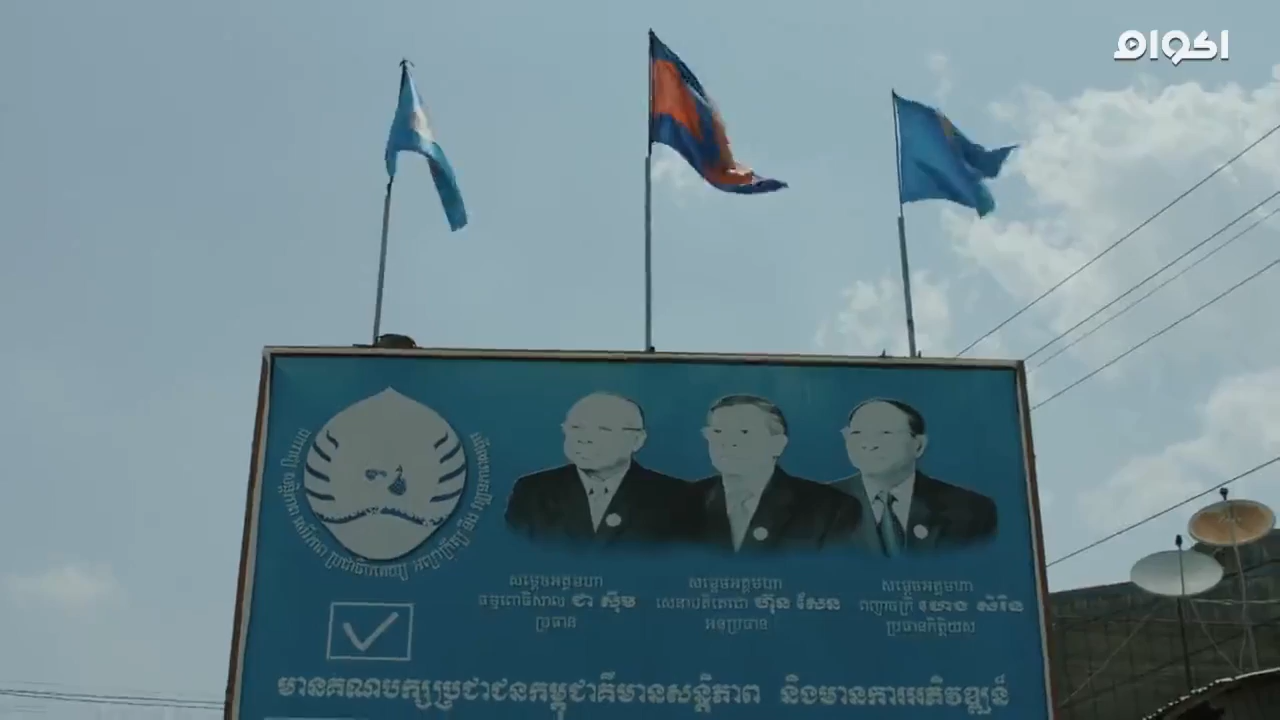 اكوام
សម្តេចអគ្គមហា
ធម្មពោធិសាល ជា ស៊ីម
ប្រធាន
សម្តេចអគ្គមហា
សេនាបតីតេជោ ហ៊ុន សែន
អនុប្រធាន
សម្តេចអគ្គមហា
ពញាចក្រី ហេង សំរិន
ប្រធានកិត្តិយស
មានគណបក្សប្រជាជនកម្ពុជាគឺមានសន្តិភាព និងមានការអភិវឌ្ឍន៍